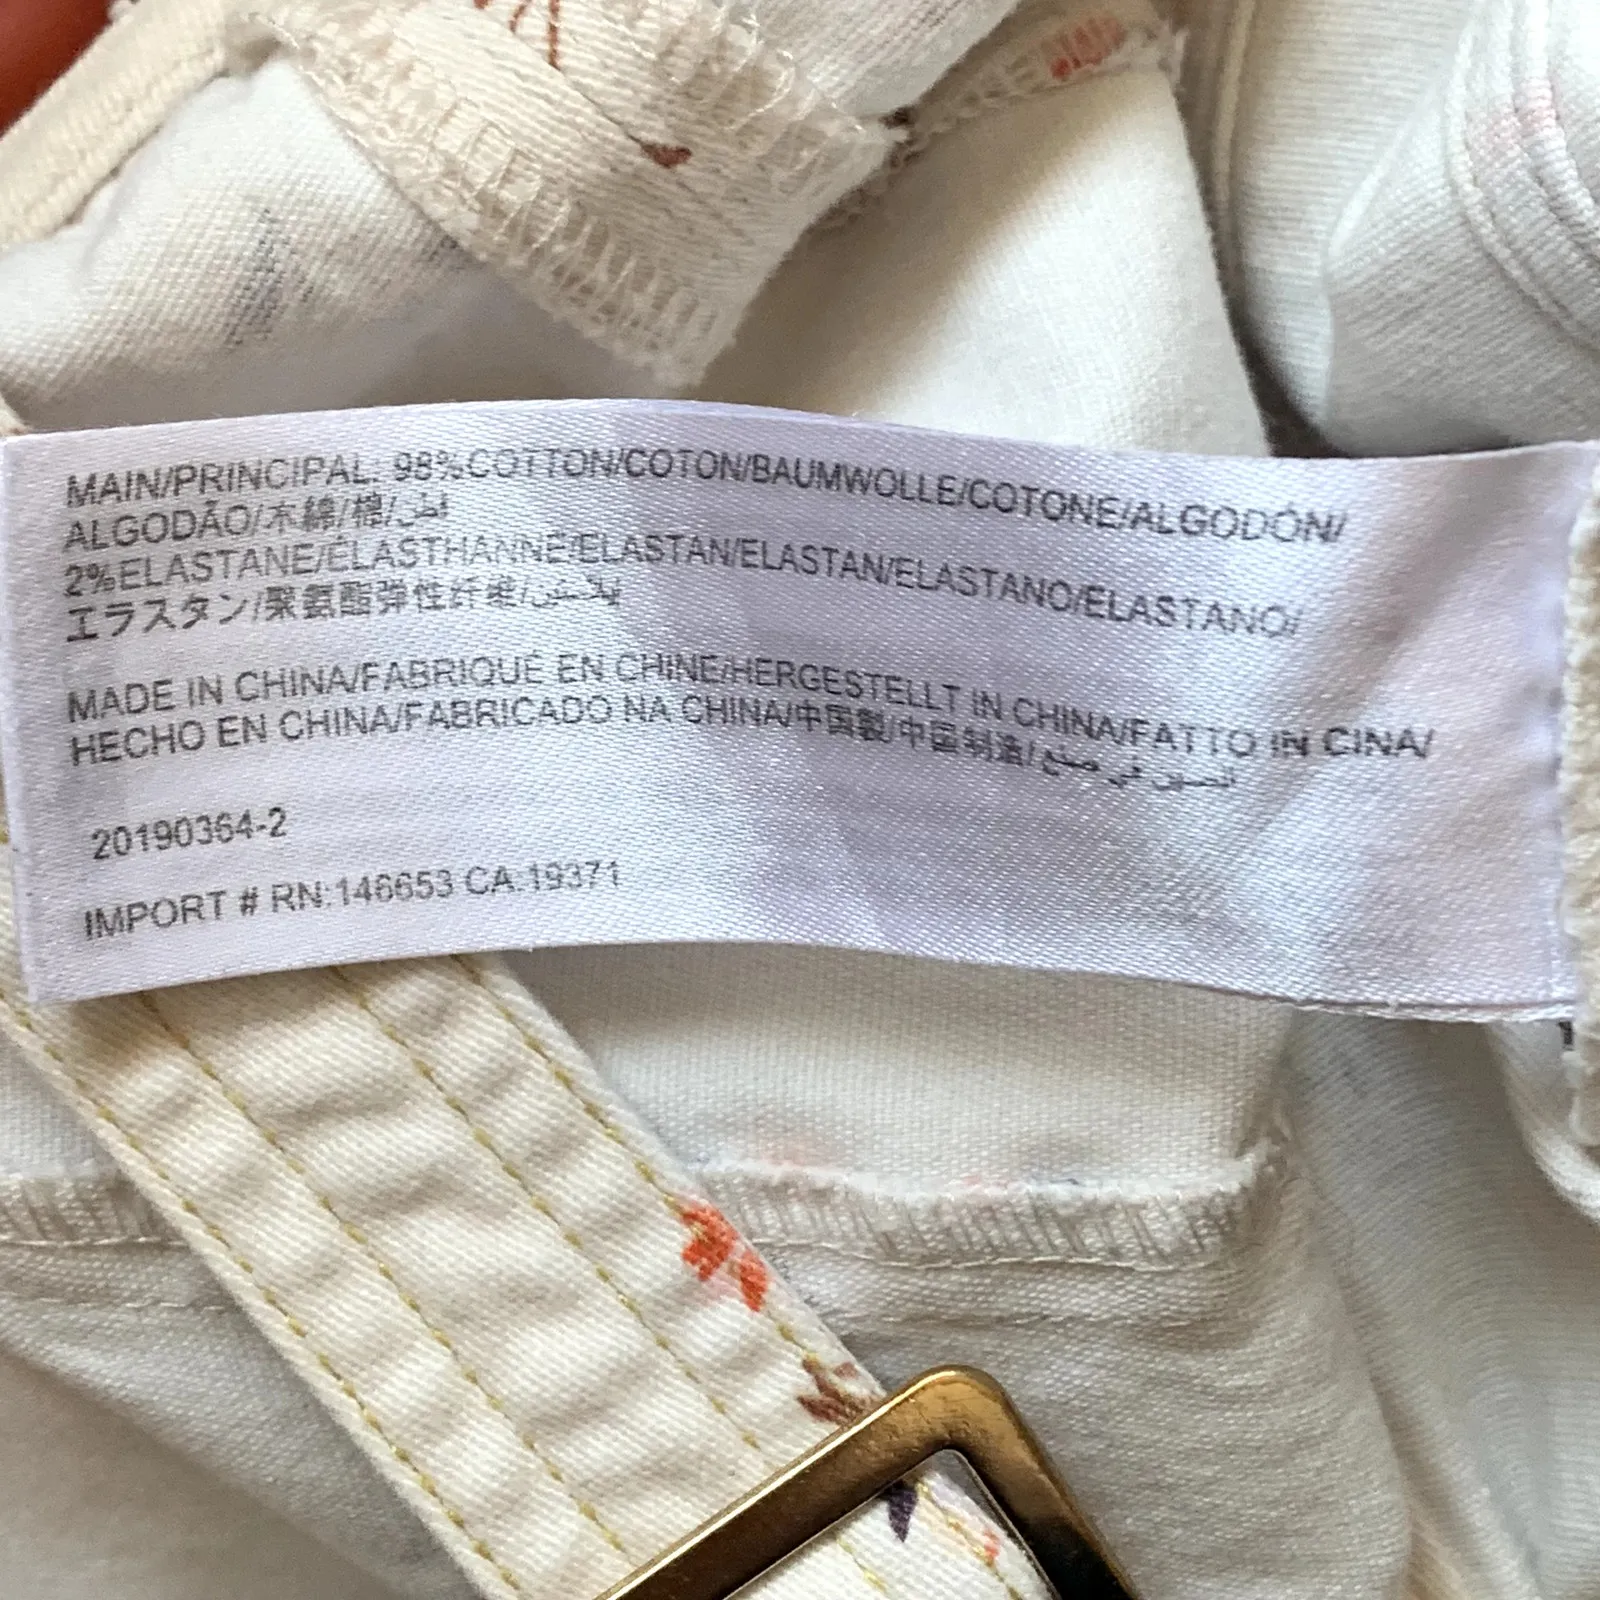 MAIN/PRINCIPAL: 98%COTTON/COTON/BAUMWOLLE/COTONE/ALGODÓN/
ALGODÃO/木綿/棉/
2%ELASTANE/ÉLASTHANNE/ELASTAN/ELASTAN/ELASTANO/ELASTANO/
エラスタン/聚氨酯弹性纤维/
MADE IN CHINA/FABRIQUÉ EN CHINE/HERGESTELLT IN CHINA/FATTO IN CINA/
HECHO EN CHINA/FABRICADO NA CHINA/中国製/中国制造/الصين في صنع
20190364-2
IMPORT # RN:146653 CA:19371